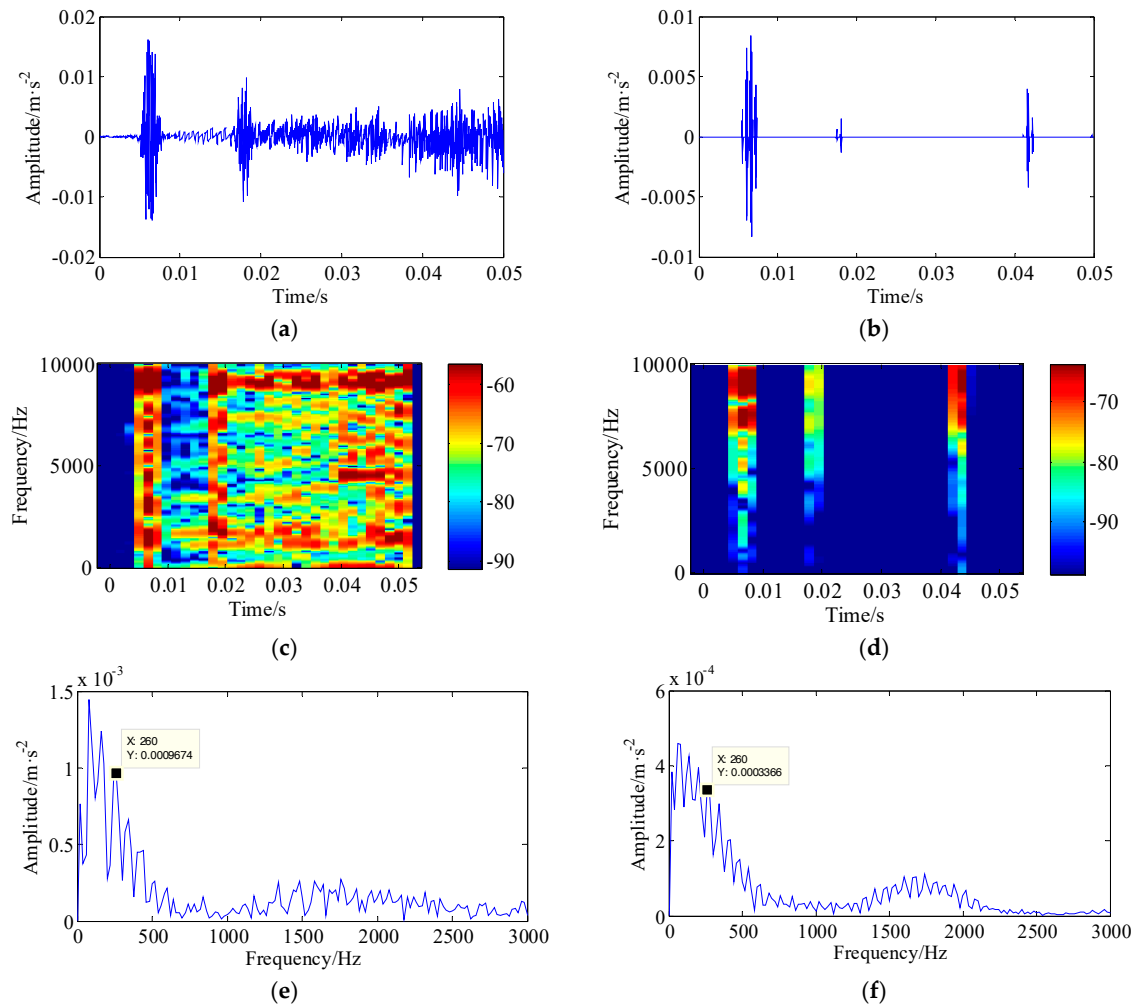 0.02
0.01
0
-0.01
-0.02
Amplitude/m·s-2
0 0.01 0.02 0.03 0.04 0.05
Time/s
(a)
0.01
0.005
0
-0.005
-0.01
Amplitude/m·s-2
0 0.01 0.02 0.03 0.04 0.05
Time/s
(b)
10000
5000
0
Frequency/Hz
0 0.01 0.02 0.03 0.04 0.05
Time/s
-60
-70
-80
-90
(c)
10000
5000
0
Frequency/Hz
0 0.01 0.02 0.03 0.04 0.05
Time/s
-70
-80
-90
(d)
x 10-3
1.5
1
0.5
0
Amplitude/m·s-2
X: 260
Y: 0.0009674
0 500 1000 1500 2000 2500 3000
Frequency/Hz
(e)
x 10-4
6
4
2
0
Amplitude/m·s-2
X: 260
Y: 0.0003366
0 500 1000 1500 2000 2500 3000
Frequency/Hz
(f)